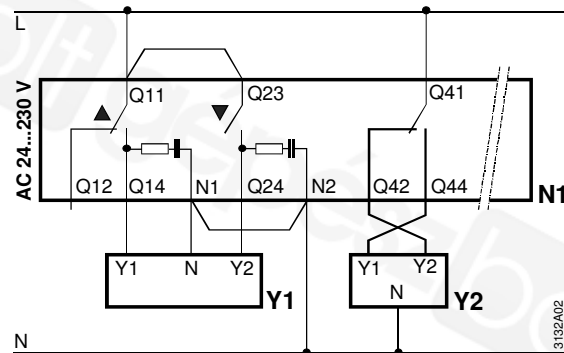 L
Q11 Q23 Q41
AC 24...230 V
Q12 Q14 N1 Q24 N2 Q42 Q44
N1
Y1 N Y2
Y1
Y1 Y2
N
Y2
N
3132A02